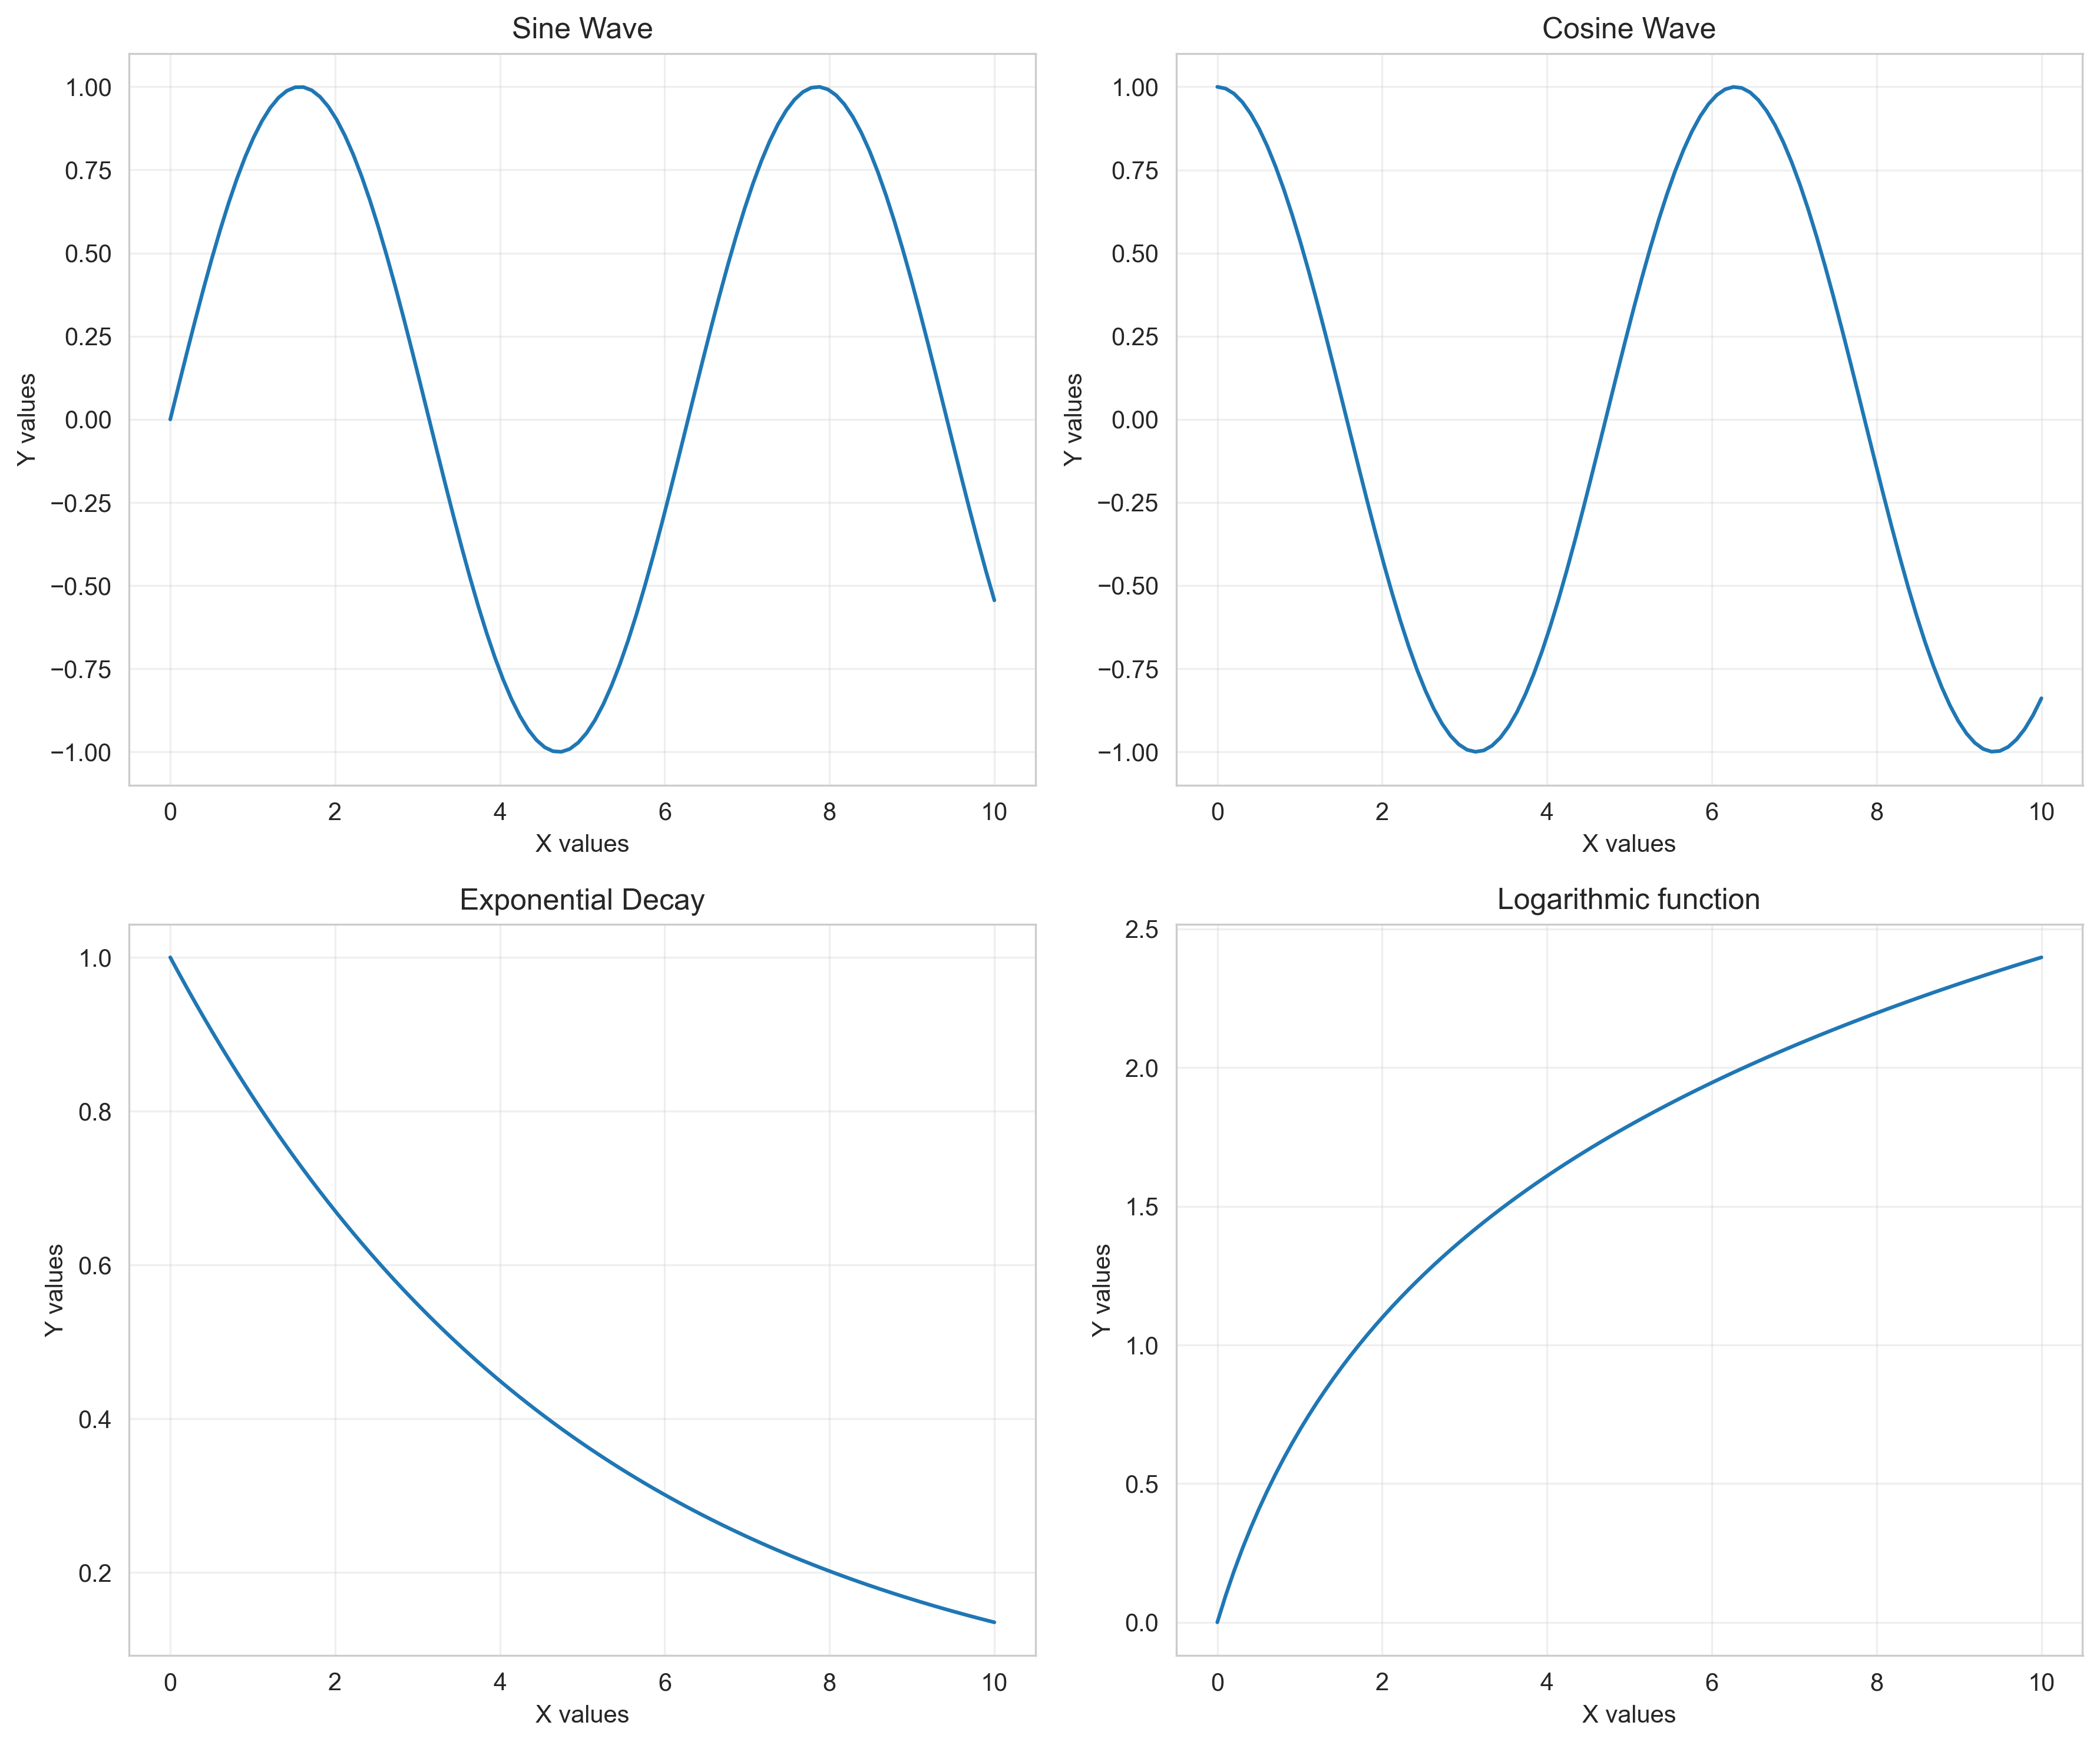 Sine Wave
1.00
0.75
0.50
0.25
0.00
−0.25
−0.50
−0.75
−1.00
Y values
0 2 4 6 8 10
X values
Cosine Wave
1.00
0.75
0.50
0.25
0.00
−0.25
−0.50
−0.75
−1.00
Y values
0 2 4 6 8 10
X values
Exponential Decay
1.0
0.8
0.6
0.4
0.2
Y values
0 2 4 6 8 10
X values
Logarithmic function
2.5
2.0
1.5
1.0
0.5
0.0
Y values
0 2 4 6 8 10
X values